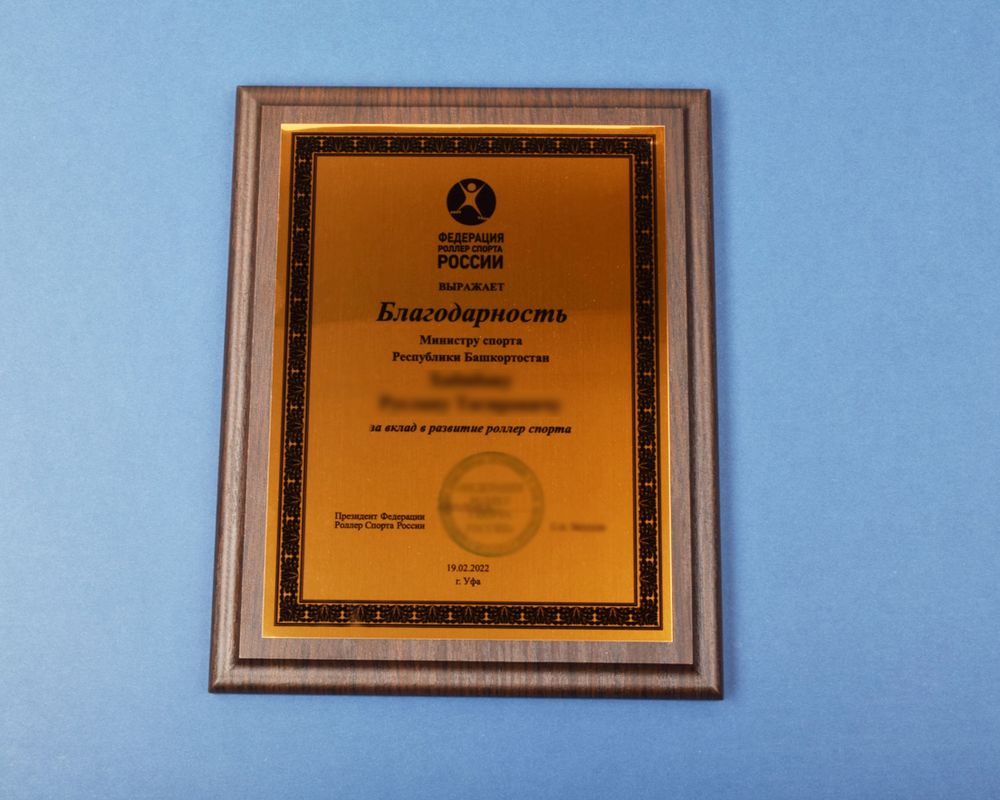 ФЕДЕРАЦИЯ
РОЛЛЕР СПОРТА
РОССИИ
ВЫРАЖАЕТ
Благодарность
Министру спорта
Республики Башкортостан
за вклад в развитие роллер спорта
Президент Федерации
Роллер Спорта России
19.02.2022
г. Уфа